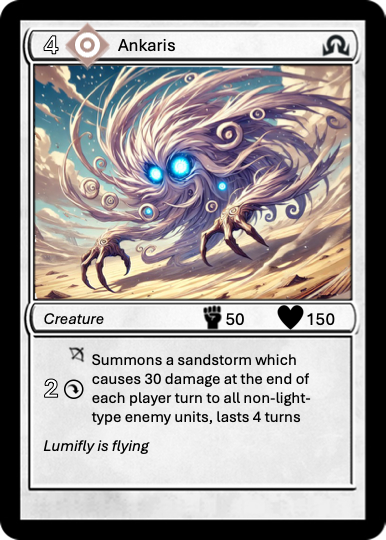 4 Ankaris
Creature 50 150
Summons a sandstorm which
causes 30 damage at the end of
2 each player turn to all non-light-
type enemy units, lasts 4 turns
Lumifly is flying